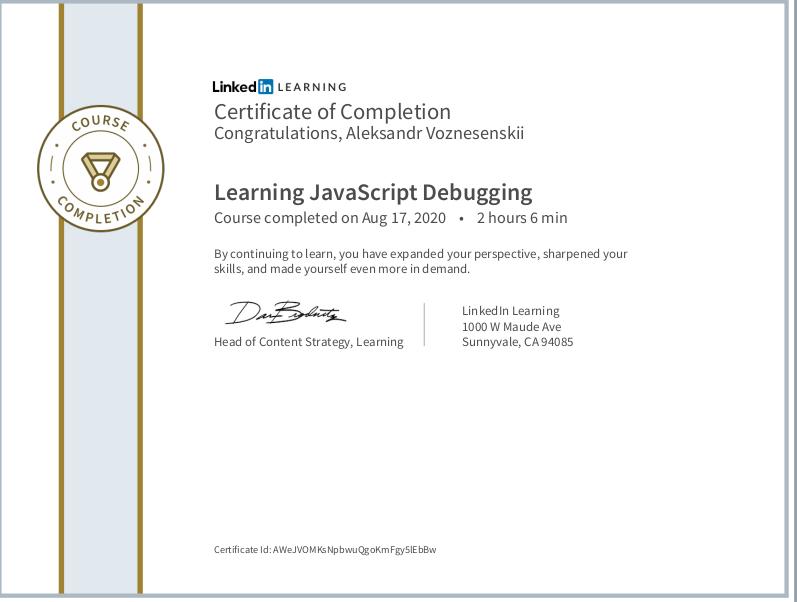 COURSE
COMPLETION
Linked in LEARNING
Certificate of Completion
Congratulations, Aleksandr Voznesenskii
Learning JavaScript Debugging
Course completed on Aug 17, 2020 • 2 hours 6 min
By continuing to learn, you have expanded your perspective, sharpened your
skills, and made yourself even more in demand.
Head of Content Strategy, Learning
LinkedIn Learning
1000 W Maude Ave
Sunnyvale, CA 94085
Certificate Id: AWeJVOMKsNpbwuQgoKmFgy5lEbBw